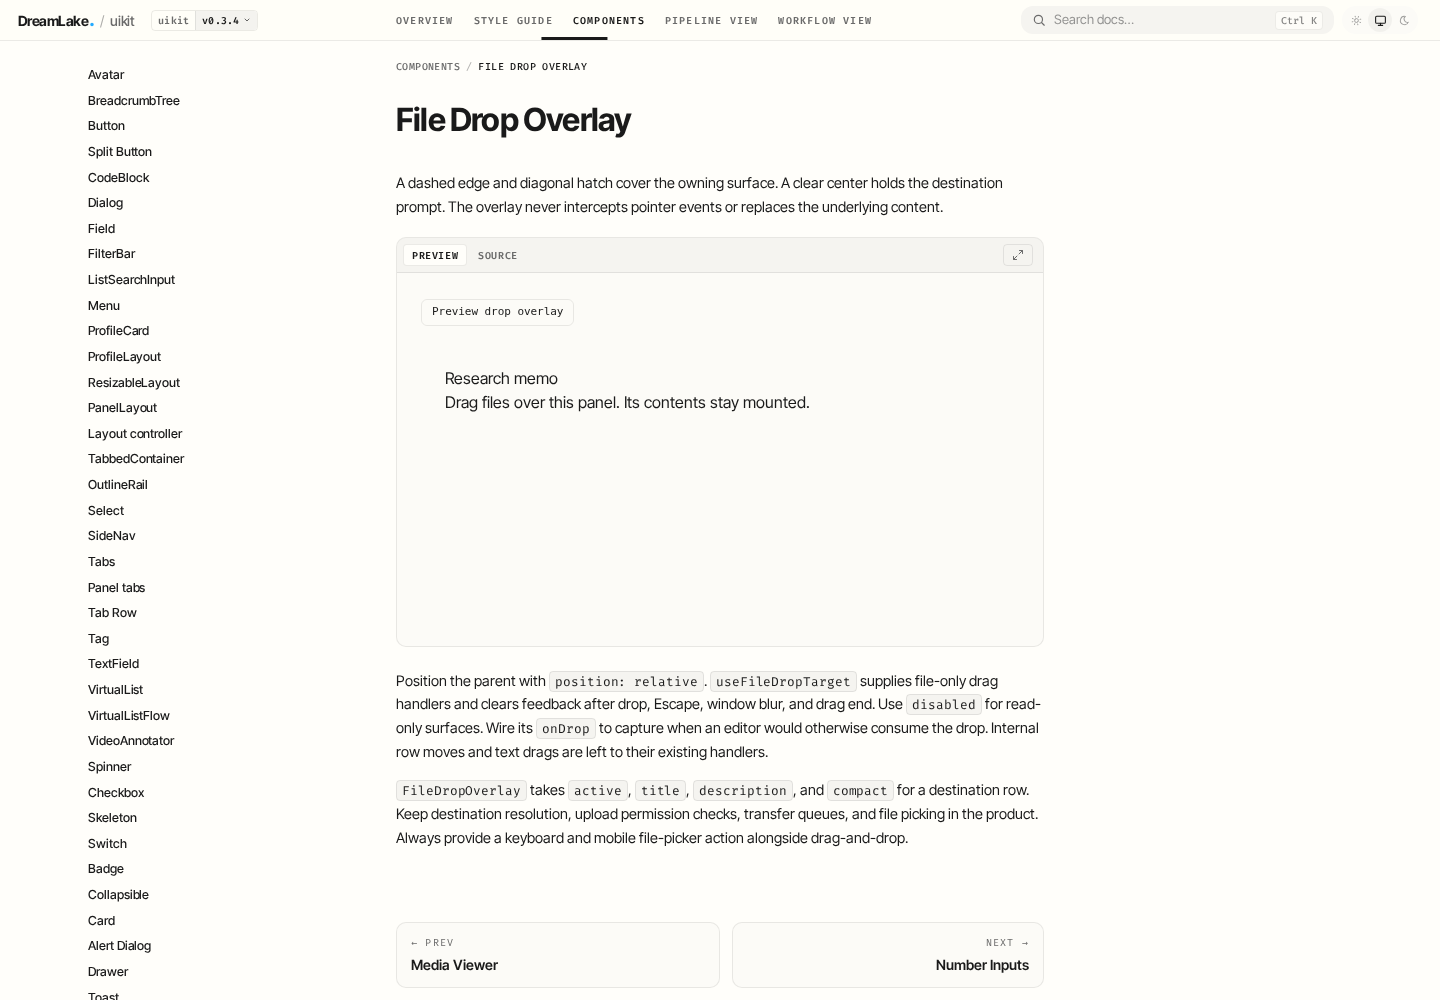 DreamLake. / uikit
uikit v0.3.4
OVERVIEW STYLE GUIDE COMPONENTS PIPELINE VIEW WORKFLOW VIEW
Search docs... Ctrl K
Avatar
BreadcrumbTree
Button
Split Button
CodeBlock
Dialog
Field
FilterBar
ListSearchInput
Menu
ProfileCard
ProfileLayout
ResizableLayout
PanelLayout
Layout controller
TabbedContainer
OutlineRail
Select
SideNav
Tabs
Panel tabs
Tab Row
Tag
TextField
VirtualList
VirtualListFlow
VideoAnnotator
Spinner
Checkbox
Skeleton
Switch
Badge
Collapsible
Card
Alert Dialog
Drawer
Toast
COMPONENTS / FILE DROP OVERLAY
File Drop Overlay
A dashed edge and diagonal hatch cover the owning surface. A clear center holds the destination
prompt. The overlay never intercepts pointer events or replaces the underlying content.
PREVIEW SOURCE
Preview drop overlay
Research memo
Drag files over this panel. Its contents stay mounted.
Position the parent with position: relative. useFileDropTarget supplies file-only drag
handlers and clears feedback after drop, Escape, window blur, and drag end. Use disabled for read-
only surfaces. Wire its onDrop to capture when an editor would otherwise consume the drop. Internal
row moves and text drags are left to their existing handlers.
FileDropOverlay takes active, title, description, and compact for a destination row.
Keep destination resolution, upload permission checks, transfer queues, and file picking in the product.
Always provide a keyboard and mobile file-picker action alongside drag-and-drop.
← PREV
Media Viewer
NEXT →
Number Inputs